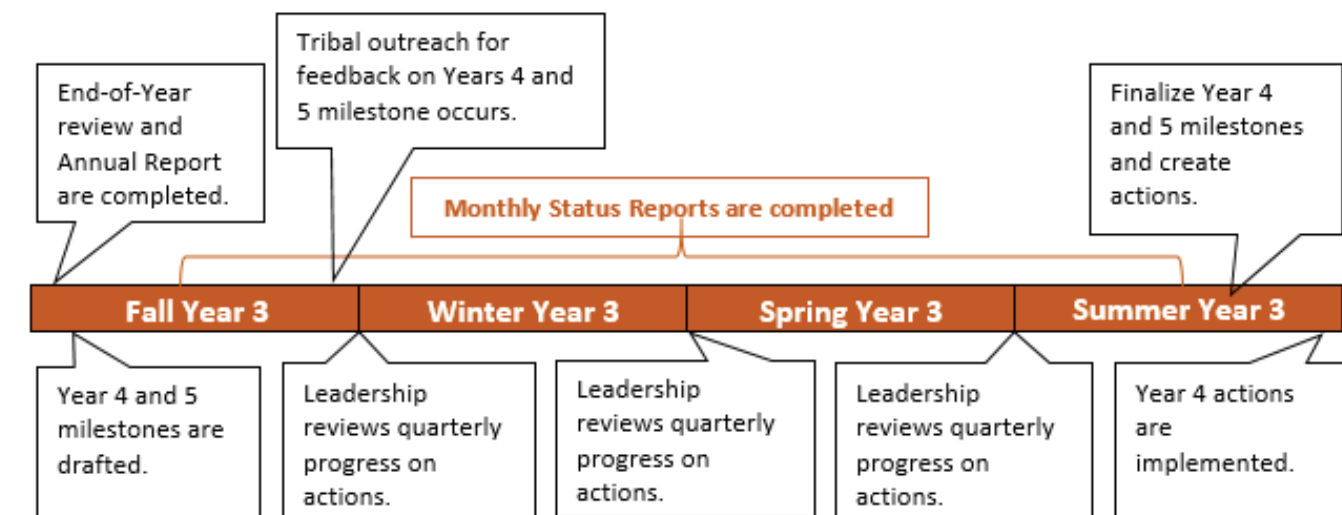 Tribal outreach for
feedback on Years 4 and
5 milestone occurs.
End-of-Year
review and
Annual Report
are completed.
Finalize Year 4
and 5 milestones
and create
actions.
Monthly Status Reports are completed
Fall Year 3
Winter Year 3
Spring Year 3
Summer Year 3
Year 4 and 5
milestones are
drafted.
Leadership
reviews quarterly
progress on
actions.
Leadership
reviews quarterly
progress on
actions.
Leadership
reviews quarterly
progress on
actions.
Year 4 actions
are
implemented.